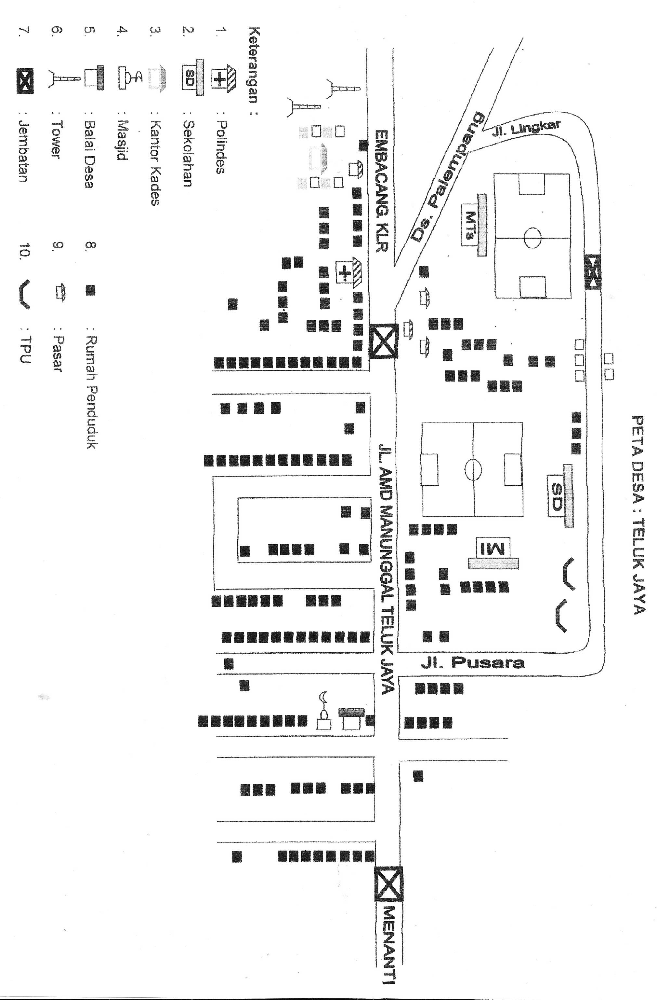 PETA DESA : TELUK JAYA
Jl. Lingkar
Ds. Palempang
MTs
SD
MI
Jl. Pusara
EMBACANG KLR
JL. AMD MANUNGGAL TELUK JAYA
MENANTI
Keterangan :
1. : Polindes
2. SD : Sekolahan
3. : Kantor Kades
4. : Masjid
5. : Balai Desa
6. : Tower
7. : Jembatan
8. : Rumah Penduduk
9. : Pasar
10. : TPU